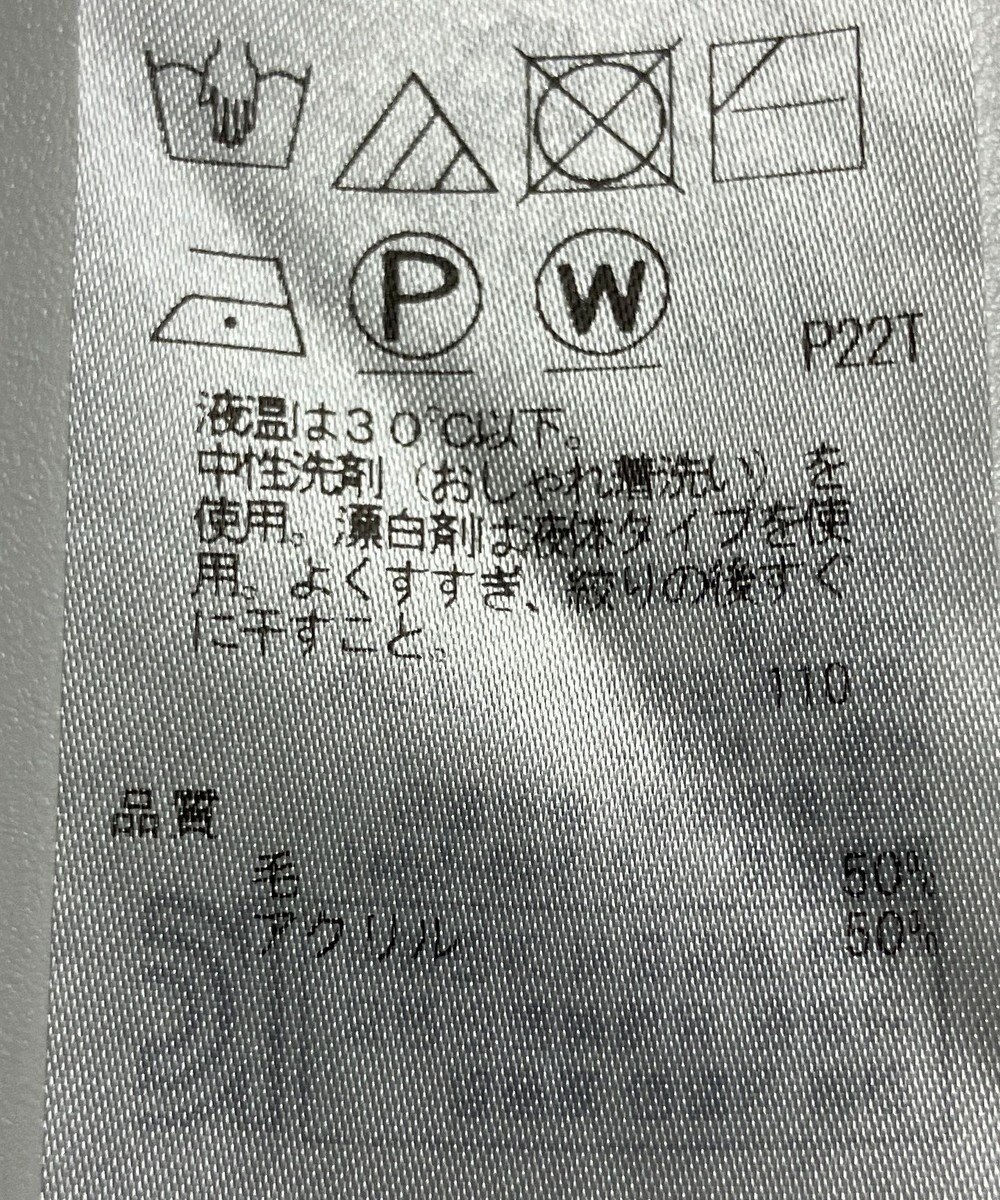 P W P22T
液温は30℃以下。
中性洗剤(おしゃれ着洗い)を
使用。漂白剤は液体タイプを使
用。よくすすぎ、絞りの後すぐ
に干すこと。
110
品質
毛 50%
アクリル 50%